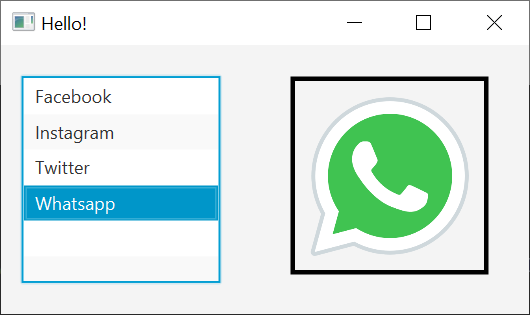 Hello!
Facebook
Instagram
Twitter
Whatsapp